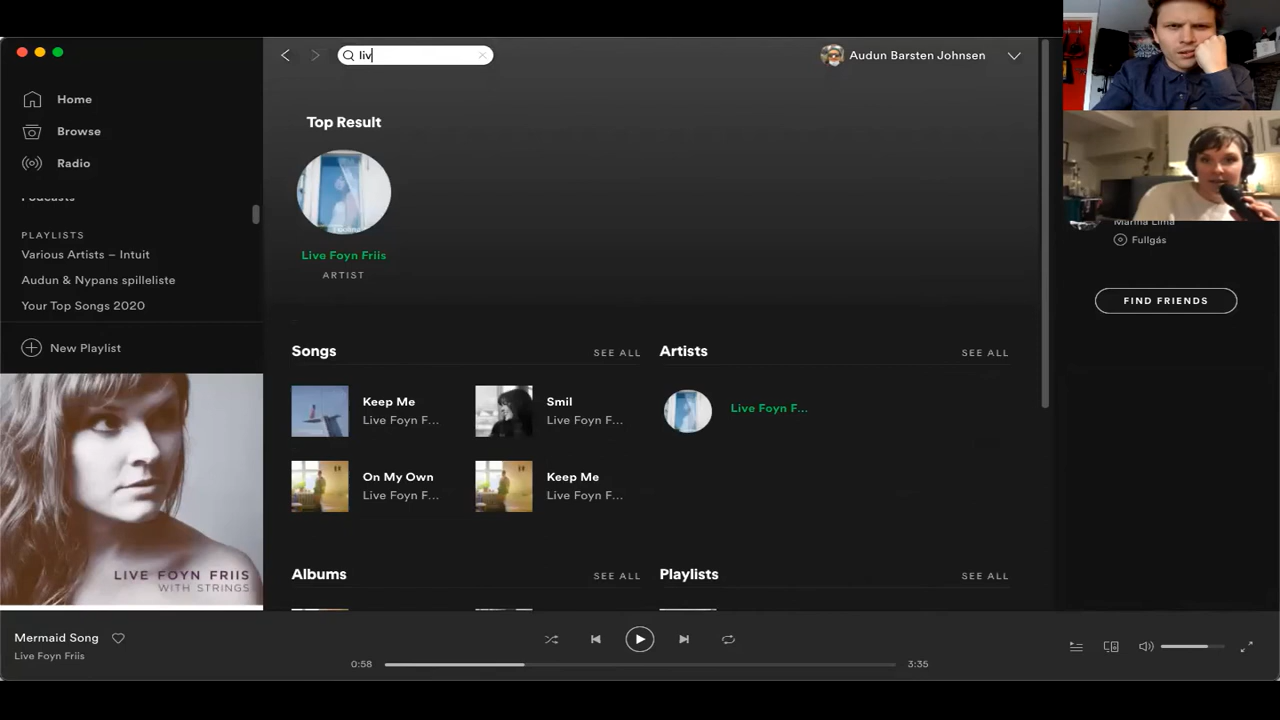 liv
Audun Barsten Johnsen
Home
Browse
Radio
Podcasts
PLAYLISTS
Various Artists – Intuit
Audun & Nypans spilleliste
Your Top Songs 2020
New Playlist
LIVE FOYN FRIIS
WITH STRINGS
Top Result
Live Foyn Friis
ARTIST
Songs
SEE ALL
Keep Me
Live Foyn F...
Smil
Live Foyn F...
On My Own
Live Foyn F...
Keep Me
Live Foyn F...
Artists
SEE ALL
Live Foyn F...
Albums
SEE ALL
Playlists
SEE ALL
Marina Lima
Fullgás
FIND FRIENDS
Mermaid Song
Live Foyn Friis
0:58
3:35